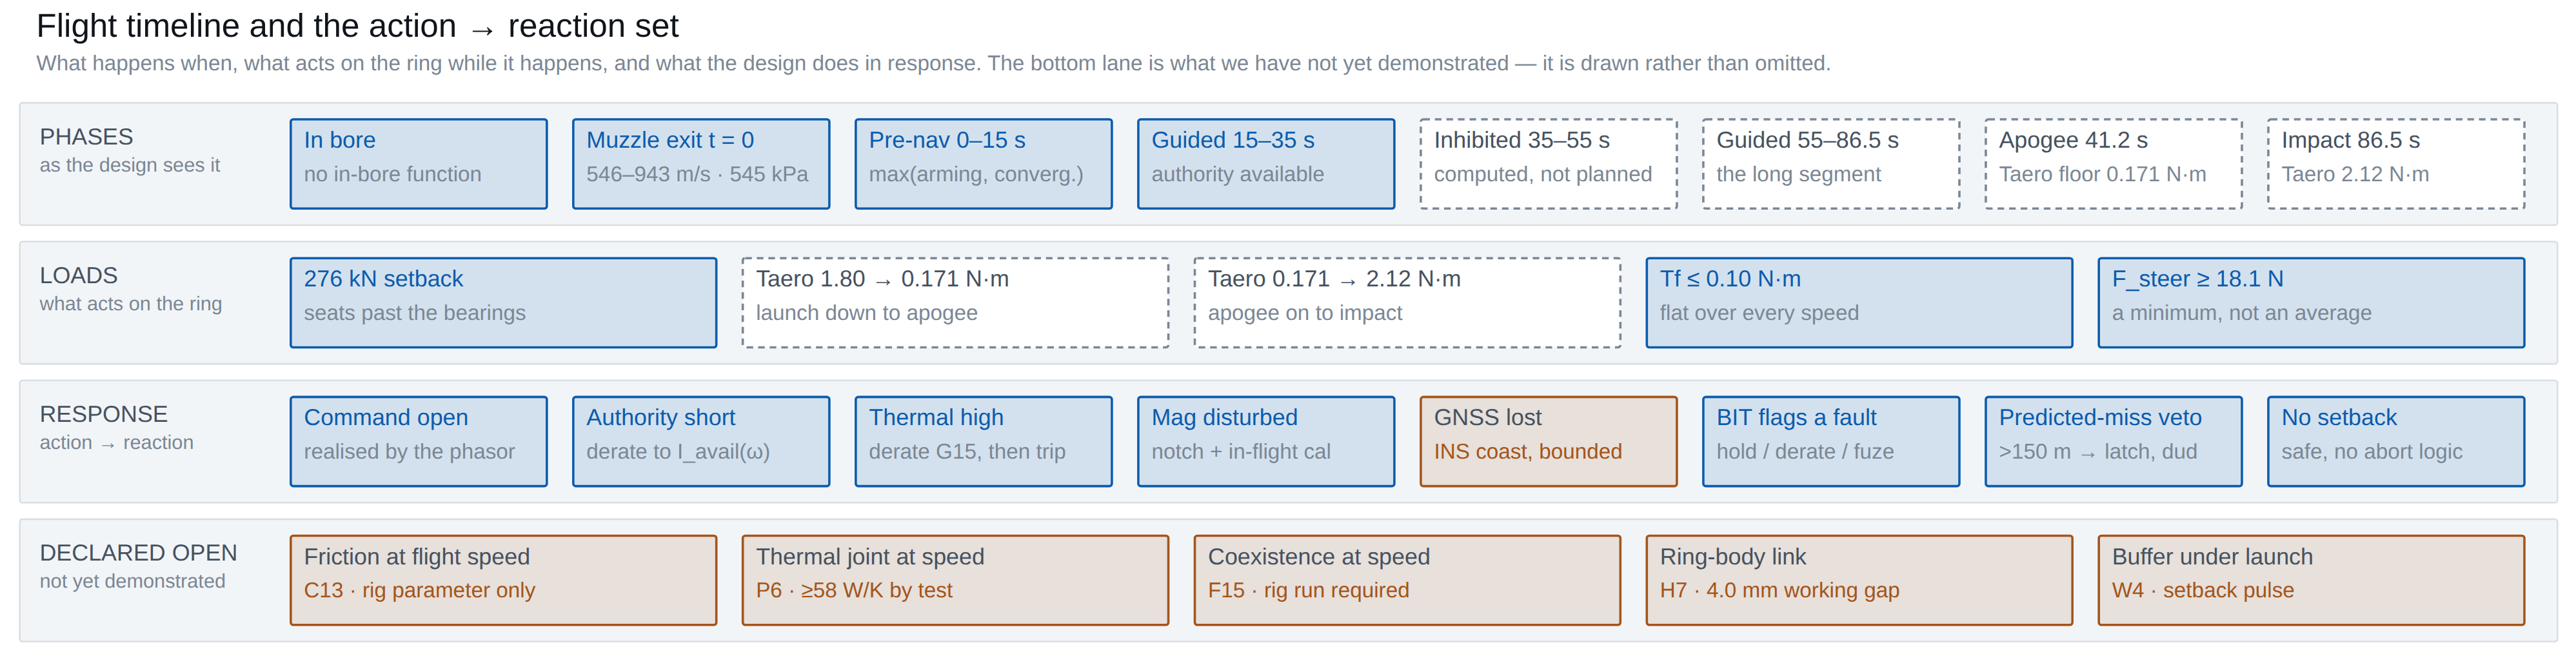 Flight timeline and the action → reaction set
What happens when, what acts on the ring while it happens, and what the design does in response. The bottom lane is what we have not yet demonstrated — it is drawn rather than omitted.
PHASES
as the design sees it
In bore
no in-bore function
Muzzle exit t = 0
546–943 m/s · 545 kPa
Pre-nav 0–15 s
max(arming, converg.)
Guided 15–35 s
authority available
Inhibited 35–55 s
computed, not planned
Guided 55–86.5 s
the long segment
Apogee 41.2 s
Taero floor 0.171 N·m
Impact 86.5 s
Taero 2.12 N·m
LOADS
what acts on the ring
276 kN setback
seats past the bearings
Taero 1.80 → 0.171 N·m
launch down to apogee
Taero 0.171 → 2.12 N·m
apogee on to impact
Tf ≤ 0.10 N·m
flat over every speed
F_steer ≥ 18.1 N
a minimum, not an average
RESPONSE
action → reaction
Command open
realised by the phasor
Authority short
derate to I_avail(ω)
Thermal high
derate G15, then trip
Mag disturbed
notch + in-flight cal
GNSS lost
INS coast, bounded
BIT flags a fault
hold / derate / fuze
Predicted-miss veto
>150 m → latch, dud
No setback
safe, no abort logic
DECLARED OPEN
not yet demonstrated
Friction at flight speed
C13 · rig parameter only
Thermal joint at speed
P6 · ≥58 W/K by test
Coexistence at speed
F15 · rig run required
Ring-body link
H7 · 4.0 mm working gap
Buffer under launch
W4 · setback pulse